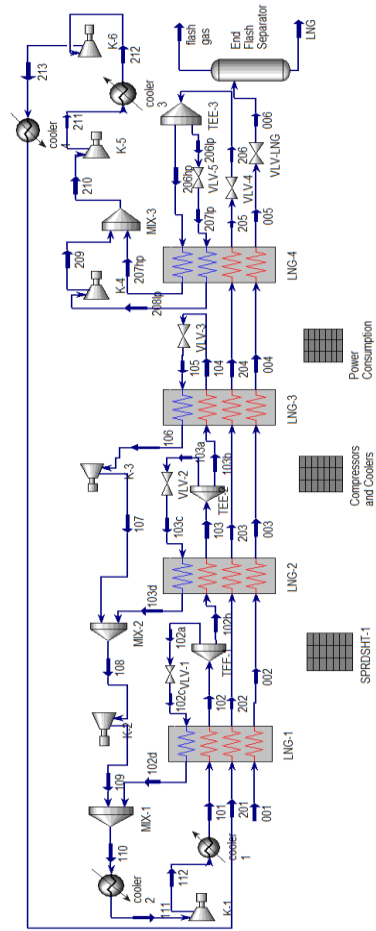 213
K-6
212
cooler
3
211
K-5
210
MIX-3
209
K-4
207hp
208lp
206hp
206lp
VLV-5
207lp
TEE-3
VLV-4
205
206
VLV-LNG
005
006
flash
gas
End
Flash
Separator
LNG
LNG-4
VLV-3
105
104
204
004
106
K-3
107
LNG-3
VLV-2
103a
103c
TEE-2
103b
103
203
003
103d
MIX-2
108
K-2
LNG-2
102a
VLV-1
102c
TEE-
102b
102
202
002
102d
109
MIX-1
110
LNG-1
cooler
2
111
K-1
112
cooler
1
101
201
001
Power
Consumption
Compressors
and Coolers
SPRDSHT-1